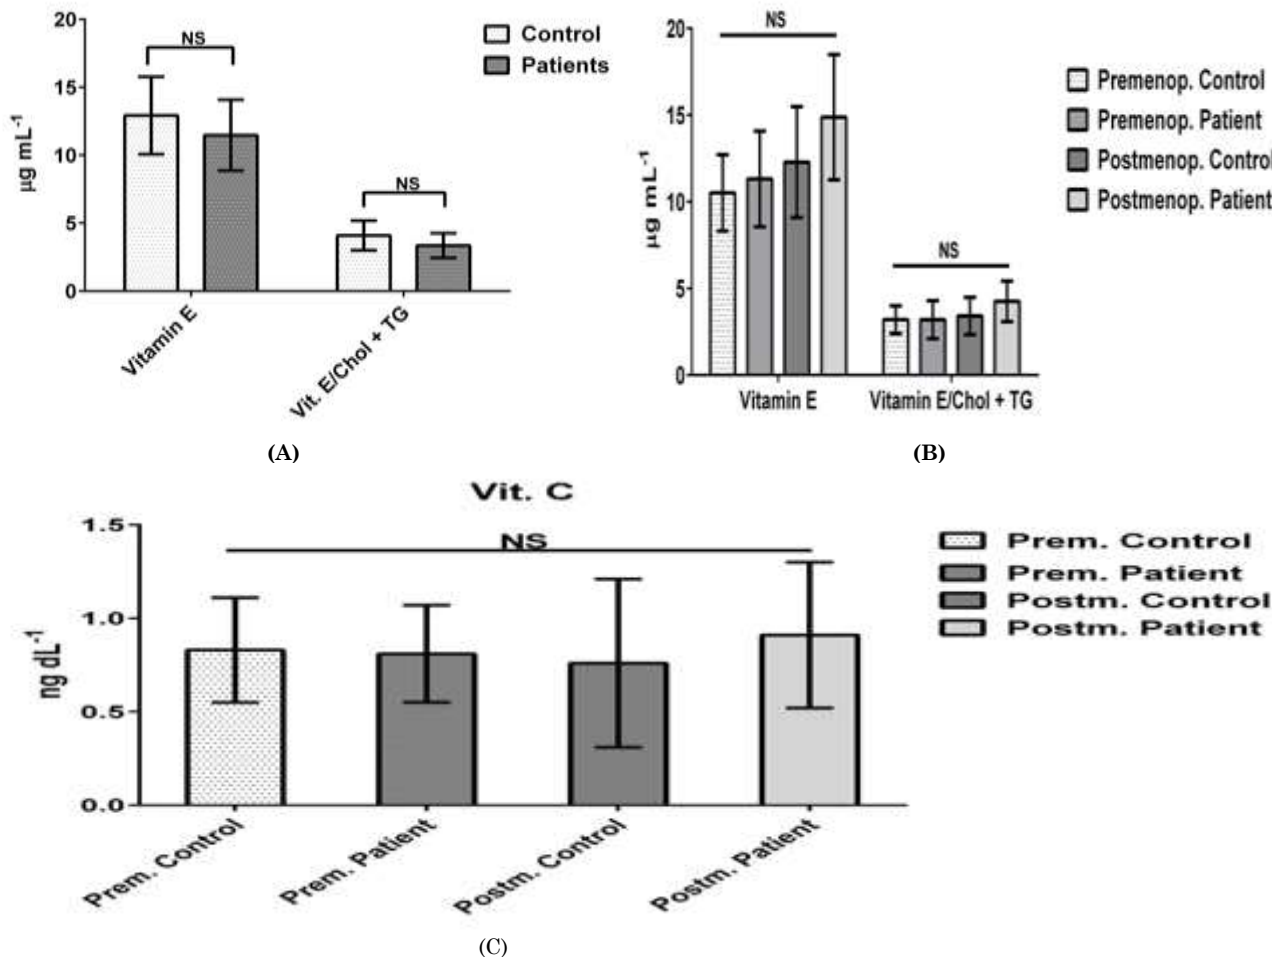 20
15
10
5
0
µg mL-1
NS
NS
Control
Patients
Vitamin E
Vit. E/Chol + TG
(A)
20
15
10
5
0
µg mL-1
NS
NS
Premenop. Control
Premenop. Patient
Postmenop. Control
Postmenop. Patient
Vitamin E
Vitamin E/Chol + TG
(B)
Vit. C
1.5
1.0
0.5
0.0
ng dL-1
NS
Prem. Control
Prem. Patient
Postm. Control
Postm. Patient
Prem. Control
Prem. Patient
Postm. Control
Postm. Patient
(C)